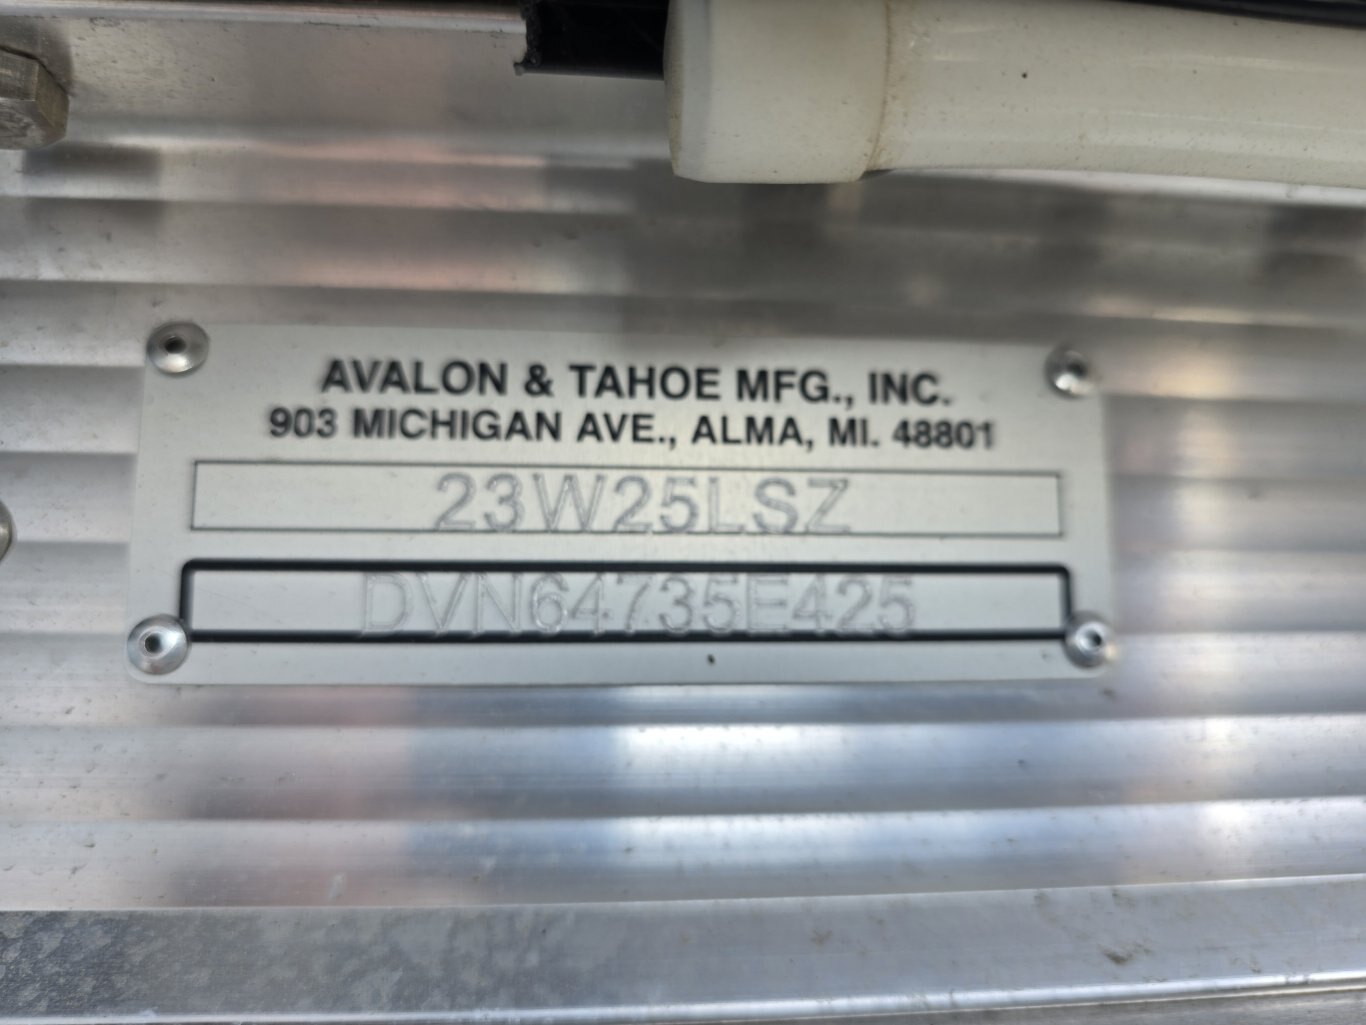 AVALON & TAHOE MFG., INC.
903 MICHIGAN AVE., ALMA, MI. 48801
23W25LSZ
DVN64735E425